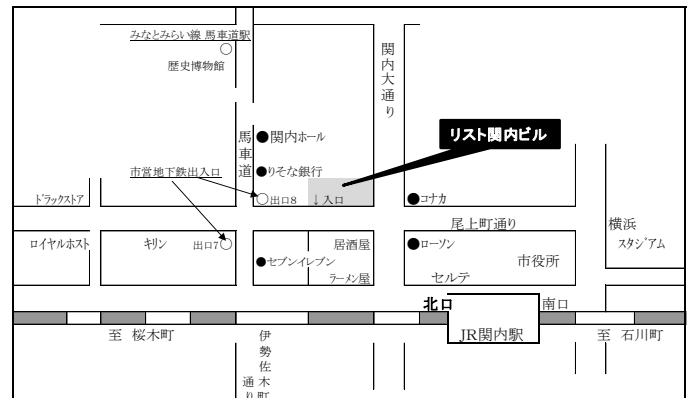 みなとみらい線 馬車道駅
歴史博物館
関内大通り
馬車道
関内ホール
リスト関内ビル
りそな銀行
市営地下鉄出入口
ドラックストア
出口8
↓入口
コナカ
尾上町通り
横浜
スタジアム
ロイヤルホスト
キリン
出口7
居酒屋
ローソン
セブンイレブン
市役所
ラーメン屋
セルテ
北口
南口
至 桜木町
JR関内駅
至 石川町
伊勢佐木町通り